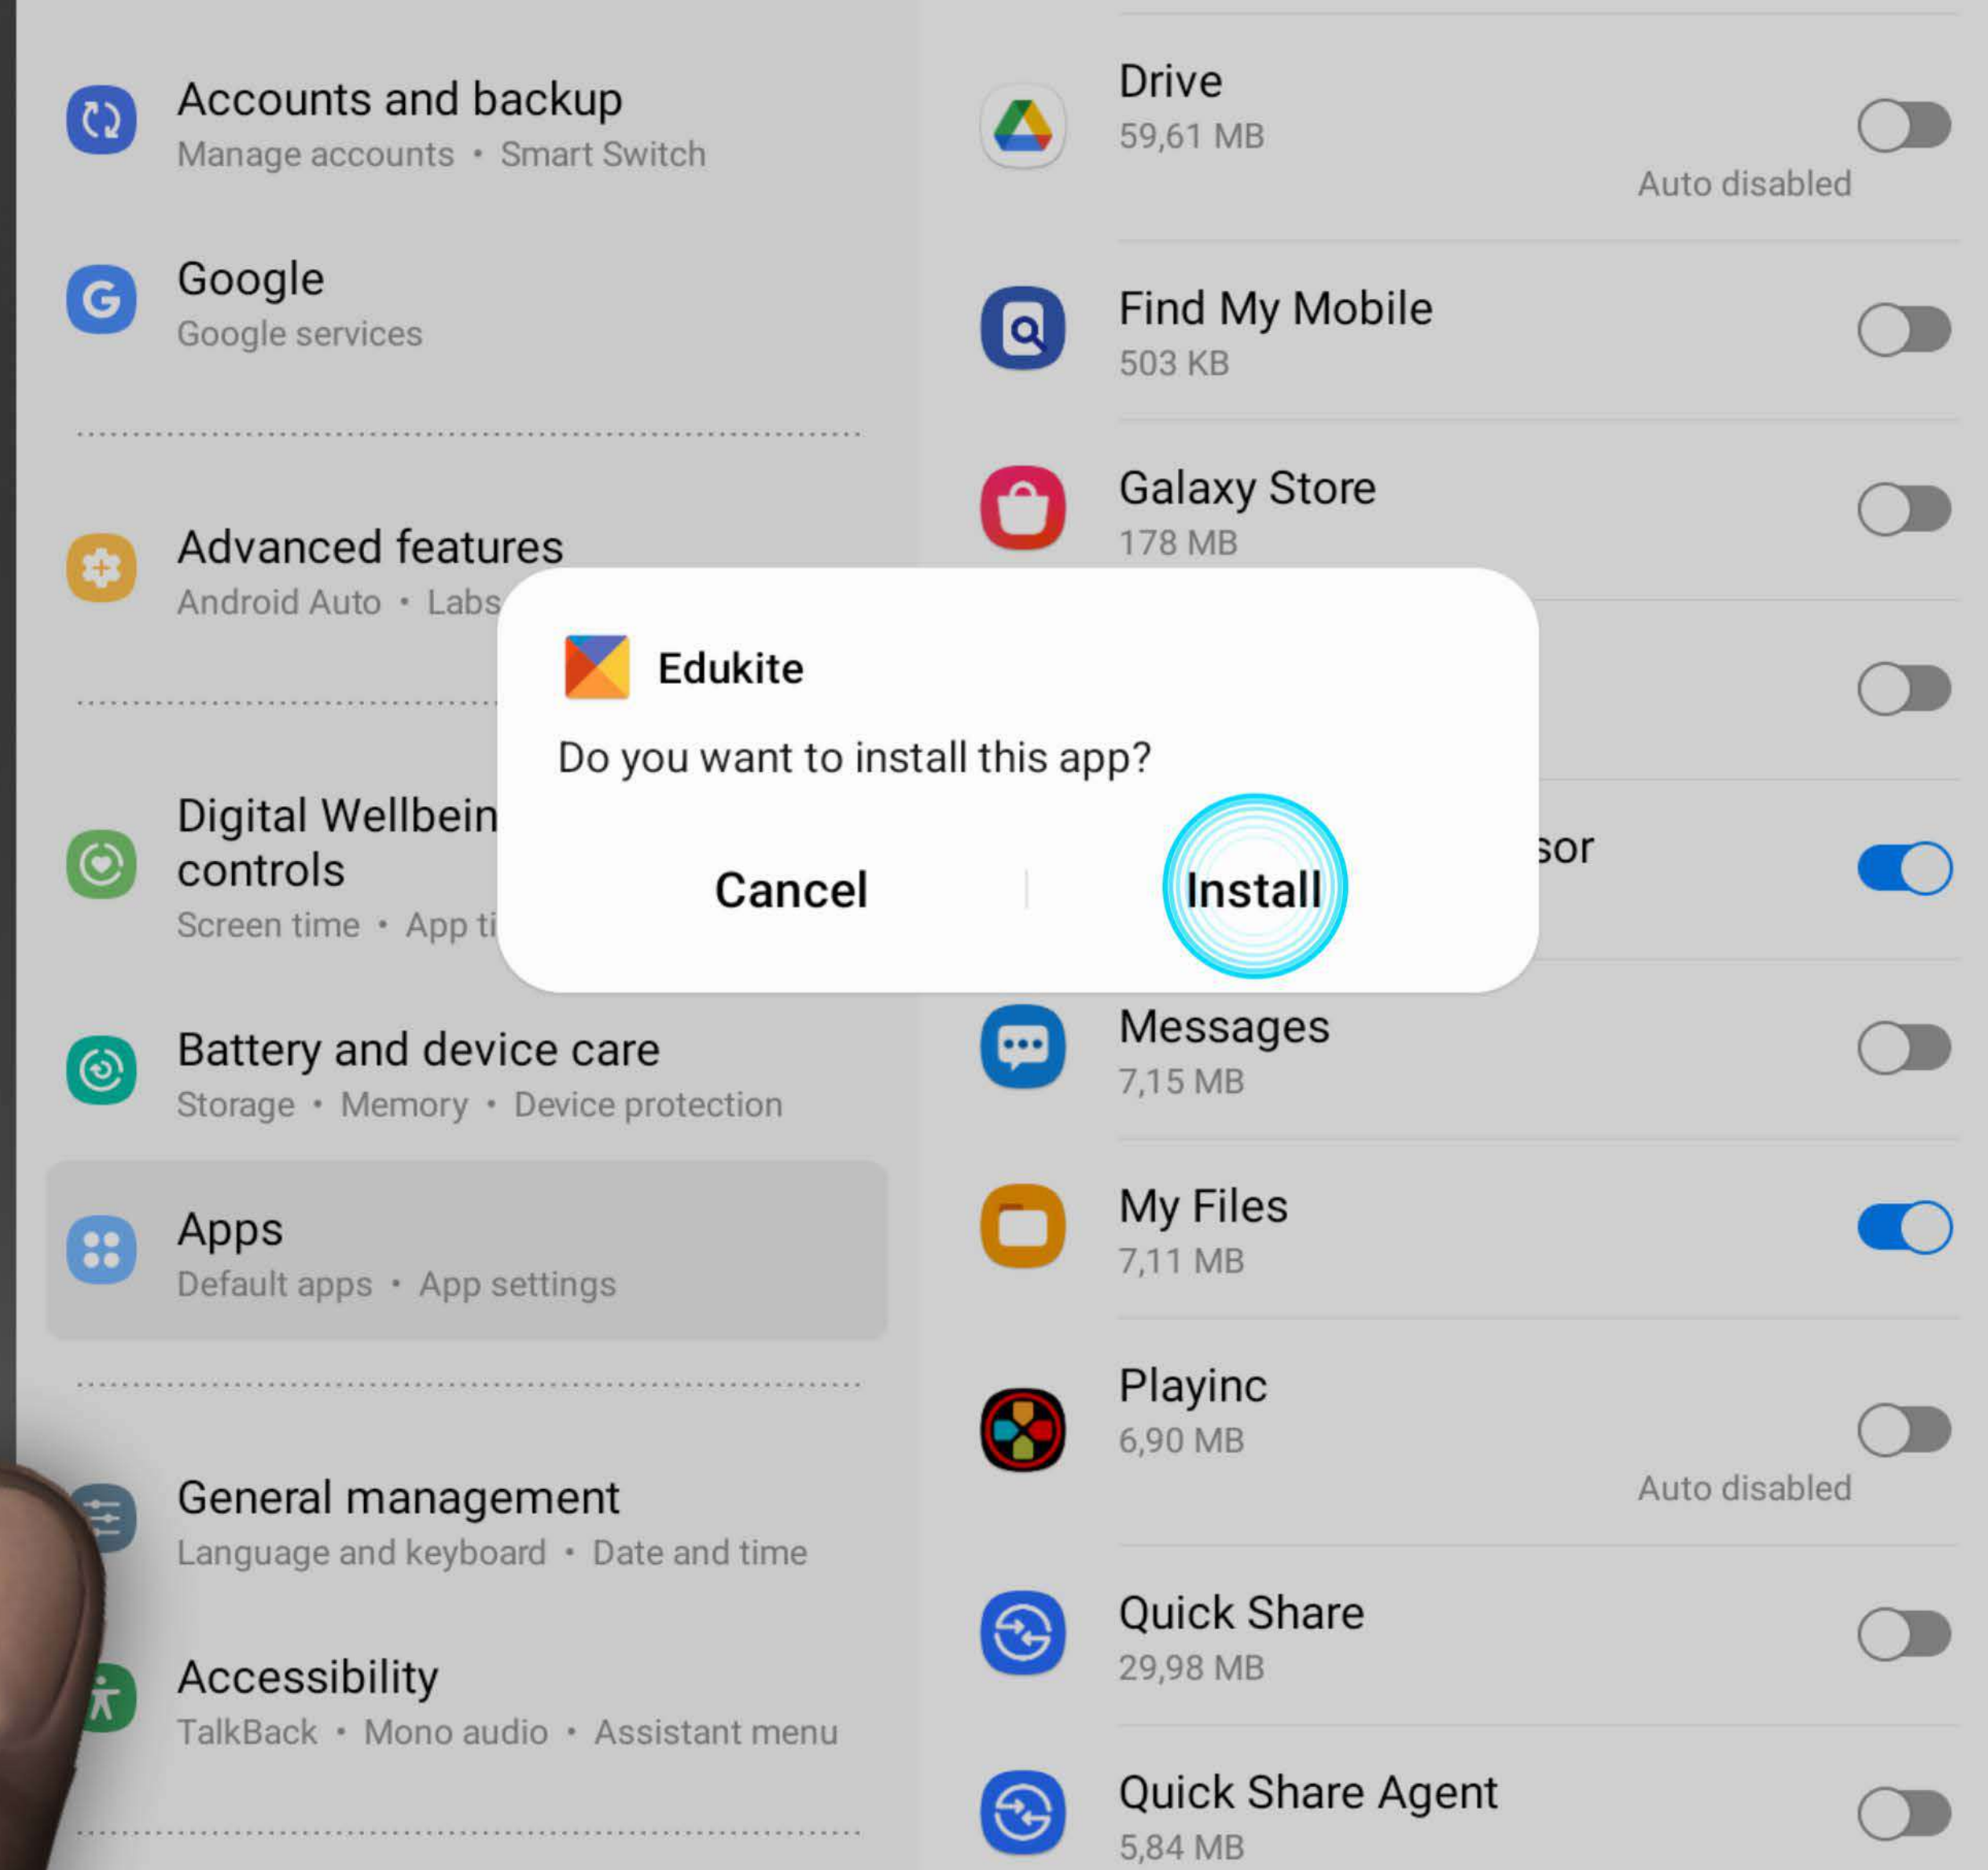 Accounts and backup
Manage accounts • Smart Switch
Google
Google services
Advanced features
Android Auto • Labs
Digital Wellbein
controls
Screen time • App ti
Battery and device care
Storage • Memory • Device protection
Apps
Default apps • App settings
General management
Language and keyboard • Date and time
Accessibility
TalkBack • Mono audio • Assistant menu
Drive
59,61 MB
Auto disabled
Find My Mobile
503 KB
Galaxy Store
178 MB
Edukite
Do you want to install this app?
Cancel
Install
sor
Messages
7,15 MB
My Files
7,11 MB
Playinc
6,90 MB
Auto disabled
Quick Share
29,98 MB
Quick Share Agent
5,84 MB